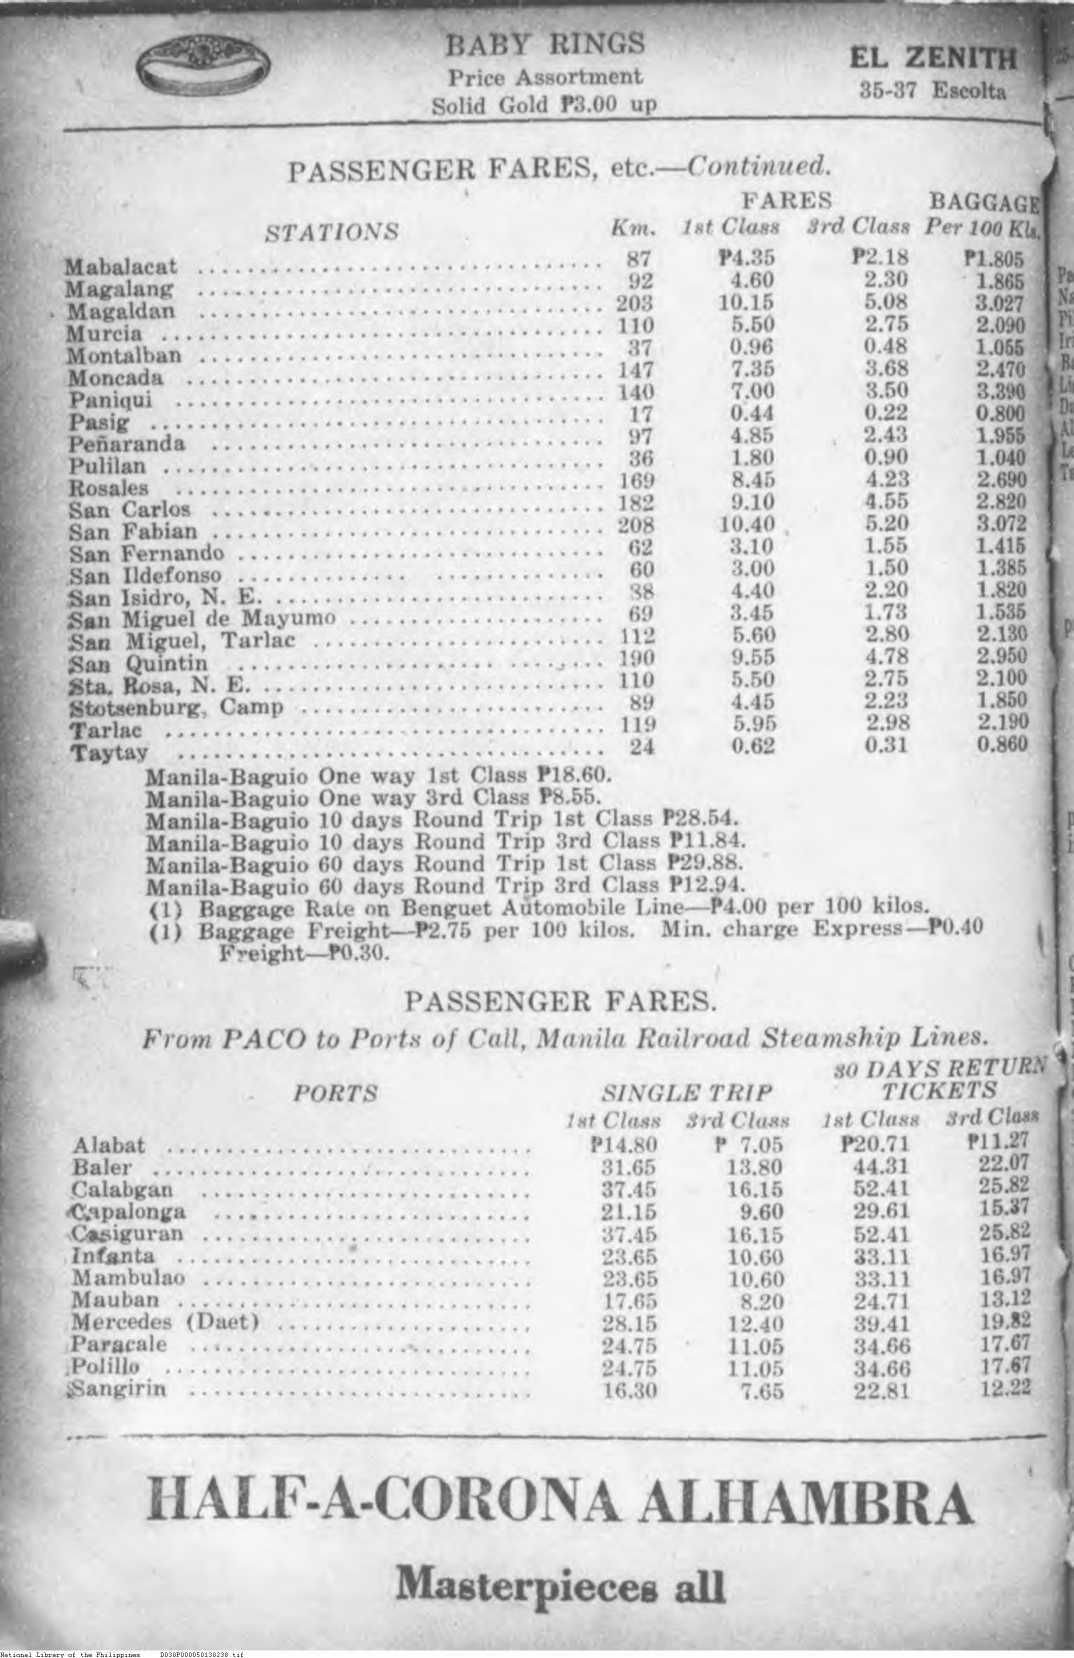 BABY RINGS
Price Assortment
Solid Gold ₱3.00 up
EL ZENITH
35-37 Escolta
PASSENGER FARES, etc.—Continued.
FARES BAGGAGE
STATIONS Km. 1st Class 3rd Class Per 100 Kls.
Mabalacat 87 ₱4.35 ₱2.18 ₱1.805
Magalang 92 4.60 2.30 1.865
Magaldan 203 10.15 5.08 3.027
Murcia 110 5.50 2.75 2.090
Montalban 37 0.96 0.48 1.055
Moncada 147 7.35 3.68 2.470
Paniqui 140 7.00 3.50 3.390
Pasig 17 0.44 0.22 0.800
Peñaranda 97 4.85 2.43 1.955
Pulilan 36 1.80 0.90 1.040
Rosales 169 8.45 4.23 2.690
San Carlos 182 9.10 4.55 2.820
San Fabian 208 10.40 5.20 3.072
San Fernando 62 3.10 1.55 1.415
San Ildefonso 60 3.00 1.50 1.385
San Isidro, N. E. 38 4.40 2.20 1.820
San Miguel de Mayumo 69 3.45 1.73 1.535
San Miguel, Tarlac 112 5.60 2.80 2.130
San Quintin 190 9.55 4.78 2.950
Sta. Rosa, N. E. 110 5.50 2.75 2.100
Stotsenburg, Camp 89 4.45 2.23 1.850
Tarlac 119 5.95 2.98 2.190
Taytay 24 0.62 0.31 0.860
Manila-Baguio One way 1st Class ₱18.60.
Manila-Baguio One way 3rd Class ₱8.55.
Manila-Baguio 10 days Round Trip 1st Class ₱28.54.
Manila-Baguio 10 days Round Trip 3rd Class ₱11.84.
Manila-Baguio 60 days Round Trip 1st Class ₱29.88.
Manila-Baguio 60 days Round Trip 3rd Class ₱12.94.
(1) Baggage Rate on Benguet Automobile Line—₱4.00 per 100 kilos.
(1) Baggage Freight—₱2.75 per 100 kilos. Min. charge Express—₱0.40
Freight—₱0.30.
PASSENGER FARES.
From PACO to Ports of Call, Manila Railroad Steamship Lines.
30 DAYS RETURN
PORTS SINGLE TRIP TICKETS
1st Class 3rd Class 1st Class 3rd Class
Alabat ₱14.80 ₱ 7.05 ₱20.71 ₱11.27
Baler 31.65 13.80 44.31 22.07
Calabgan 37.45 16.15 52.41 25.82
Capalonga 21.15 9.60 29.61 15.37
Casiguran 37.45 16.15 52.41 25.82
Infanta 23.65 10.60 33.11 16.97
Mambulao 23.65 10.60 33.11 16.97
Mauban 17.65 8.20 24.71 13.12
Mercedes (Daet) 28.15 12.40 39.41 19.82
Paracale 24.75 11.05 34.66 17.67
Polillo 24.75 11.05 34.66 17.67
Sangirin 16.30 7.65 22.81 12.22
HALF-A-CORONA ALHAMBRA
Masterpieces all
National Library of the Philippines D030P000050130238.tif